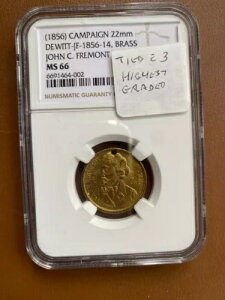 (1856) CAMPAIGN 22mm
DEWITT-JF-1856-14, BRASS
JOHN C. FREMONT
MS 66
6691464-002
NUMISMATIC GUARANTY
TIED 2 3
HIGHEST
GRADED